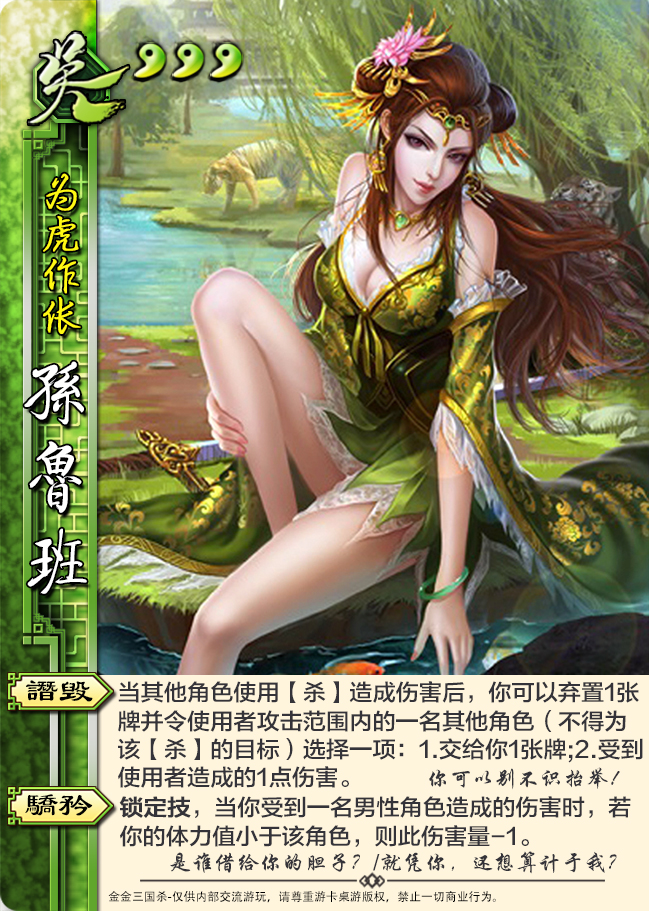 吴
为虎作伥
孫魯班
譖毀
当其他角色使用【杀】造成伤害后，你可以弃置1张
牌并令使用者攻击范围内的一名其他角色（不得为
该【杀】的目标）选择一项：1.交给你1张牌;2.受到
使用者造成的1点伤害。
你可以别不识抬举！
驕矜
锁定技，当你受到一名男性角色造成的伤害时，若
你的体力值小于该角色，则此伤害量-1。
是谁借给你的胆子？/就凭你，还想算计于我？
金金三国杀-仅供内部交流游玩，请尊重游卡桌游版权，禁止一切商业行为。